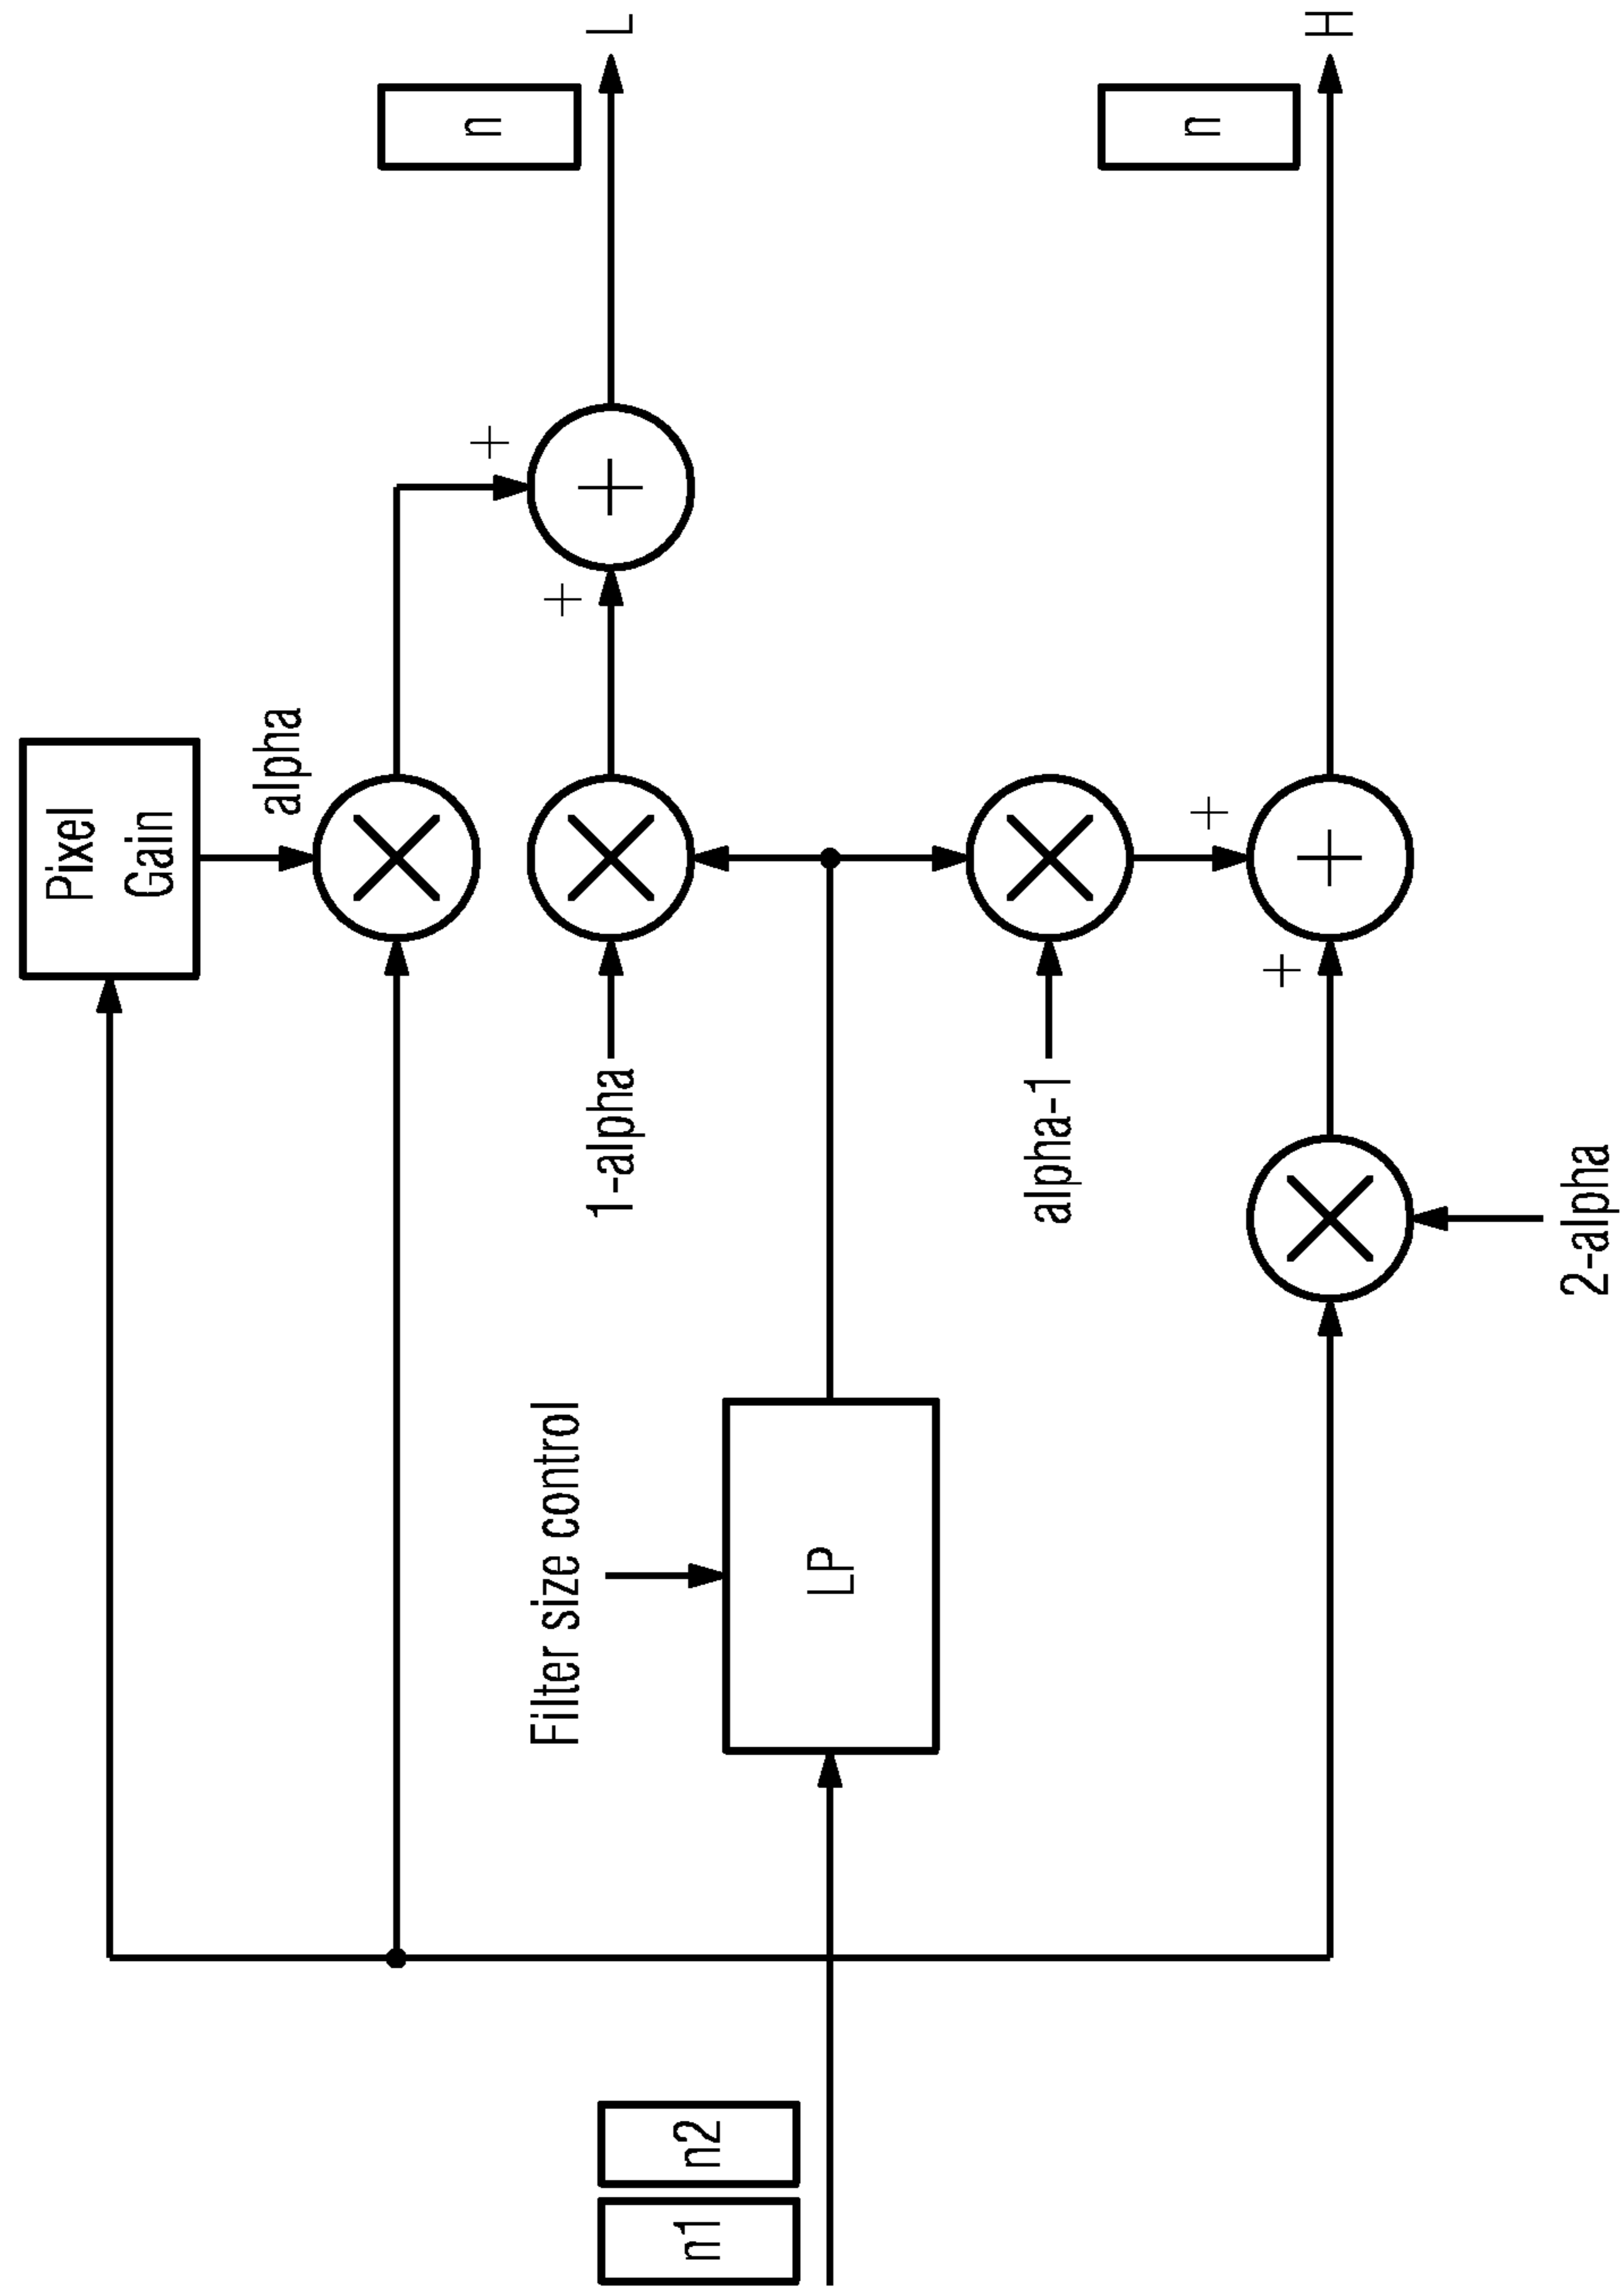 Pixel
Gain
alpha
n
L
+
+
+
1-alpha
Filter size control
n1
n2
LP
alpha-1
+
+
+
n
H
2-alpha